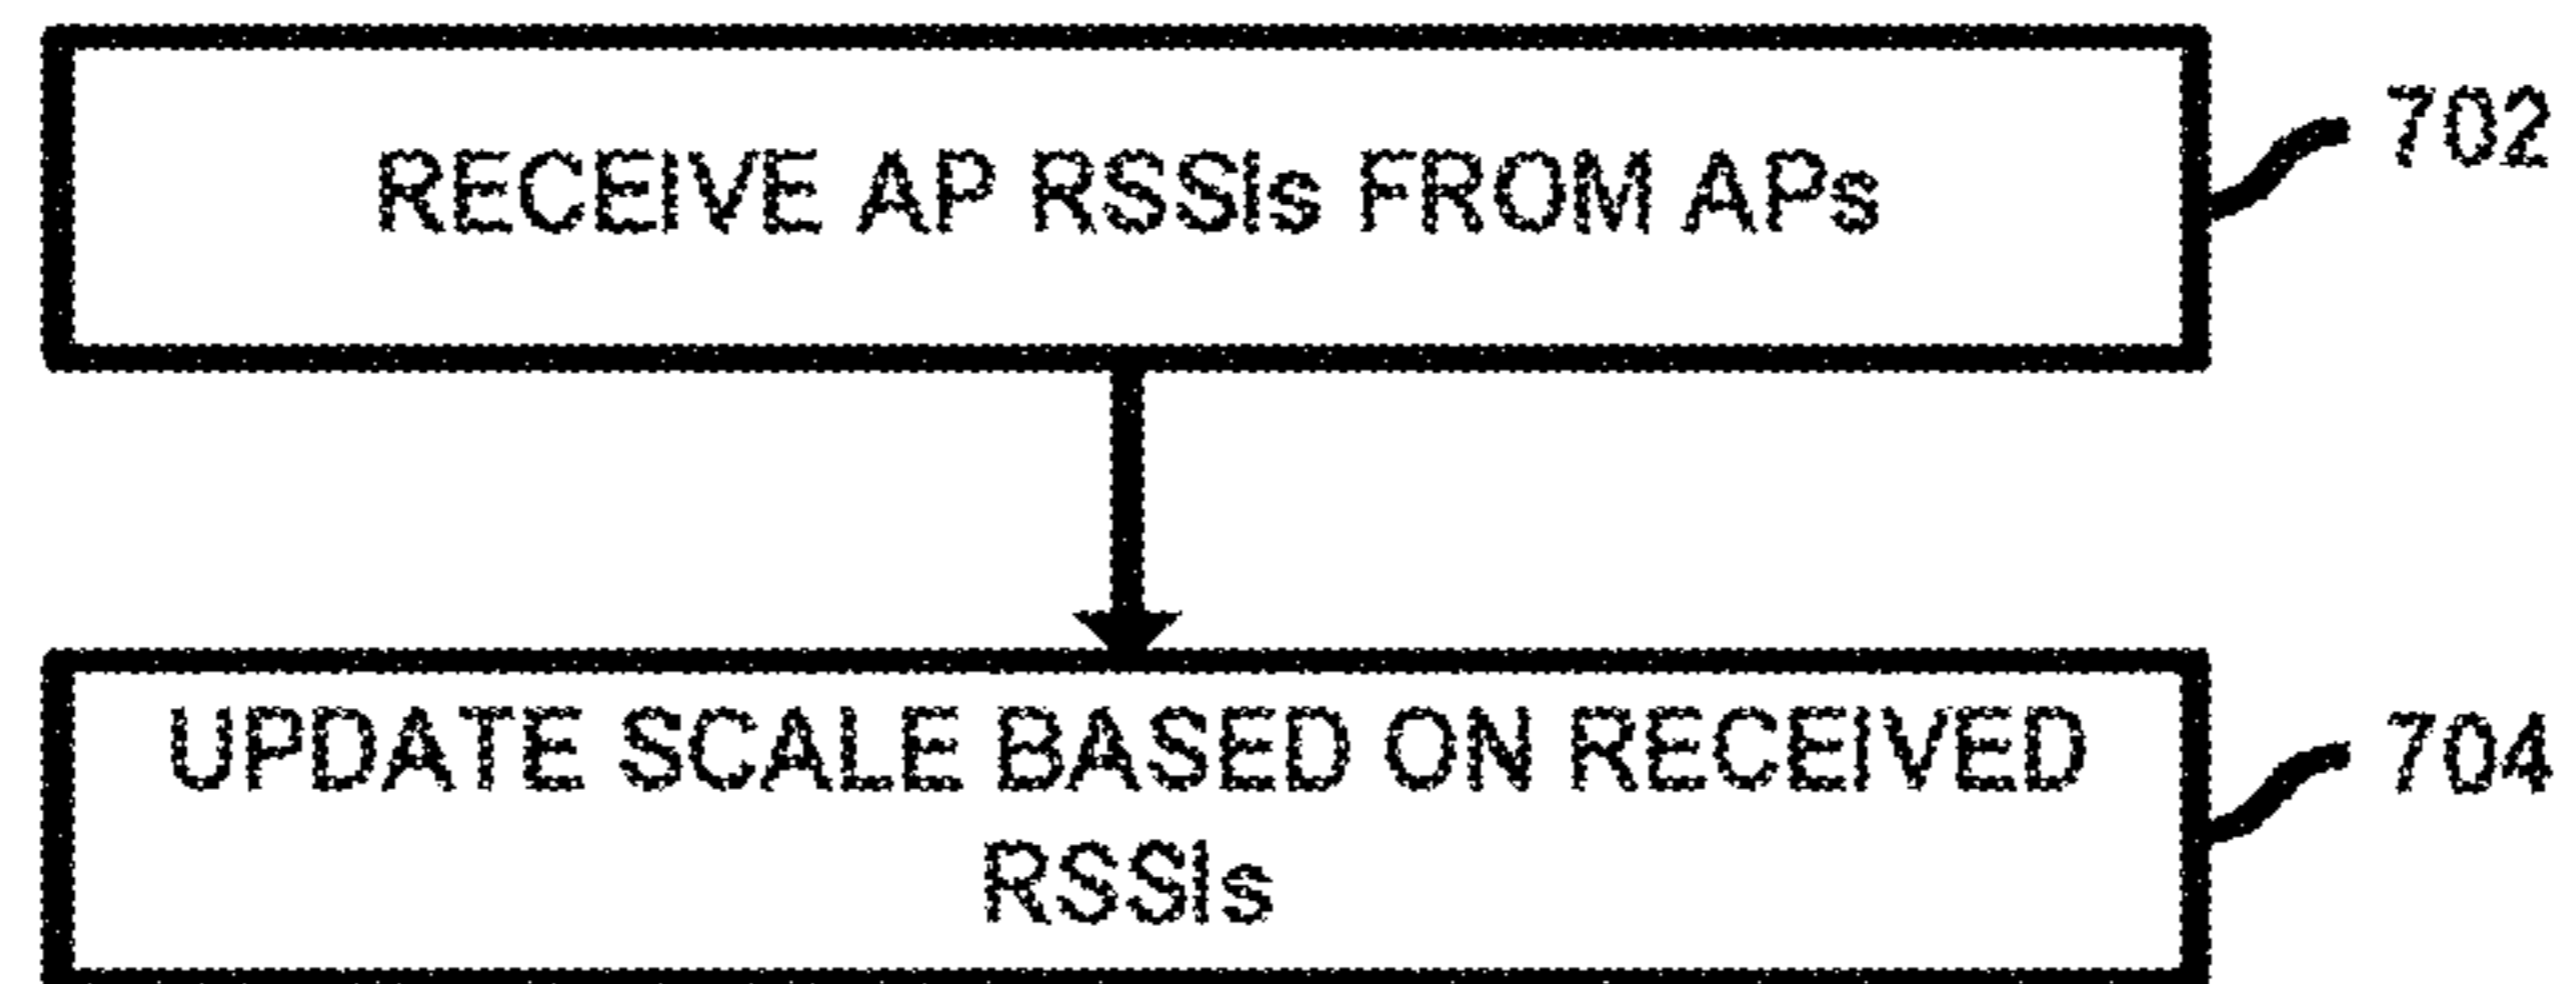 RECEIVE AP RSSIs FROM APs
702
UPDATE SCALE BASED ON RECEIVED
RSSIs
704